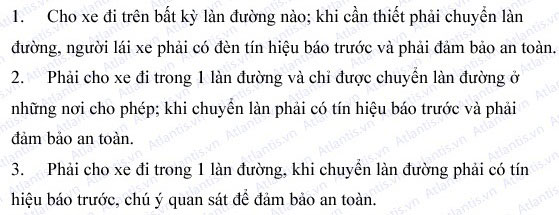 1. Cho xe đi trên bất kỳ làn đường nào; khi cần thiết phải chuyển làn
đường, người lái xe phải có đèn tín hiệu báo trước và phải đảm bảo an toàn.
2. Phải cho xe đi trong 1 làn đường và chỉ được chuyển làn đường ở
những nơi cho phép; khi chuyển làn phải có tín hiệu báo trước và phải
đảm bảo an toàn.
3. Phải cho xe đi trong 1 làn đường, khi chuyển làn đường phải có tín
hiệu báo trước, chú ý quan sát để đảm bảo an toàn.
Atlantis.vn